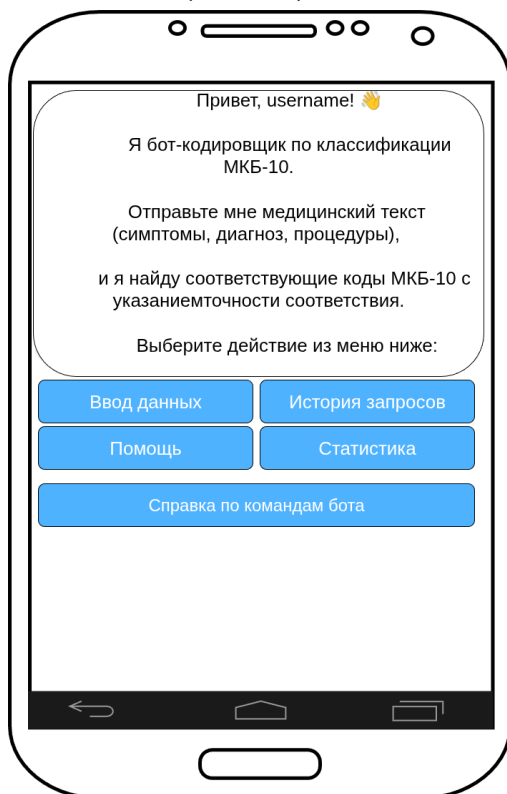 Привет, username! 👋
Я бот-кодировщик по классификации
МКБ-10.
Отправьте мне медицинский текст
(симптомы, диагноз, процедуры),
и я найду соответствующие коды МКБ-10 с
указаниемточности соответствия.
Выберите действие из меню ниже:
Ввод данных
История запросов
Помощь
Статистика
Справка по командам бота